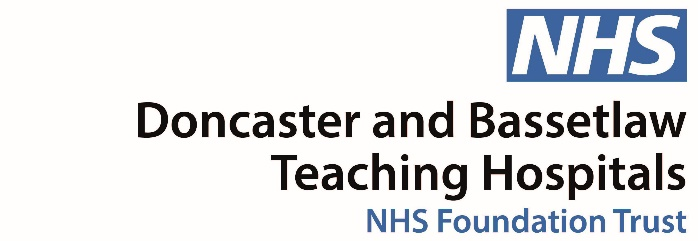 NHS
Doncaster and Bassetlaw
Teaching Hospitals
NHS Foundation Trust